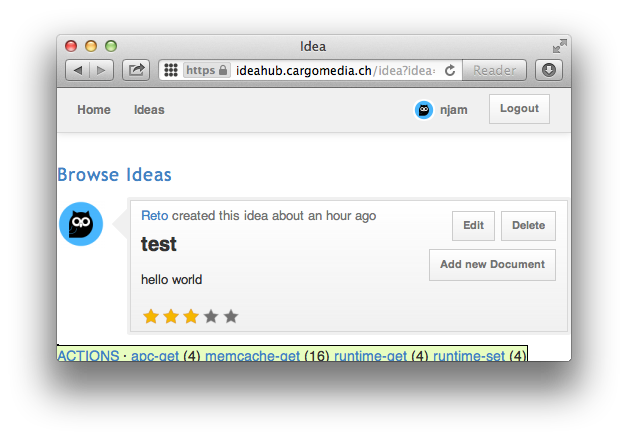 Idea
https ideahub.cargomedia.ch/idea?idea= Reader
Home Ideas njam Logout
Browse Ideas
Reto created this idea about an hour ago
Edit Delete
test
Add new Document
hello world
ACTIONS · apc-get (4) memcache-get (16) runtime-get (4) runtime-set (4)